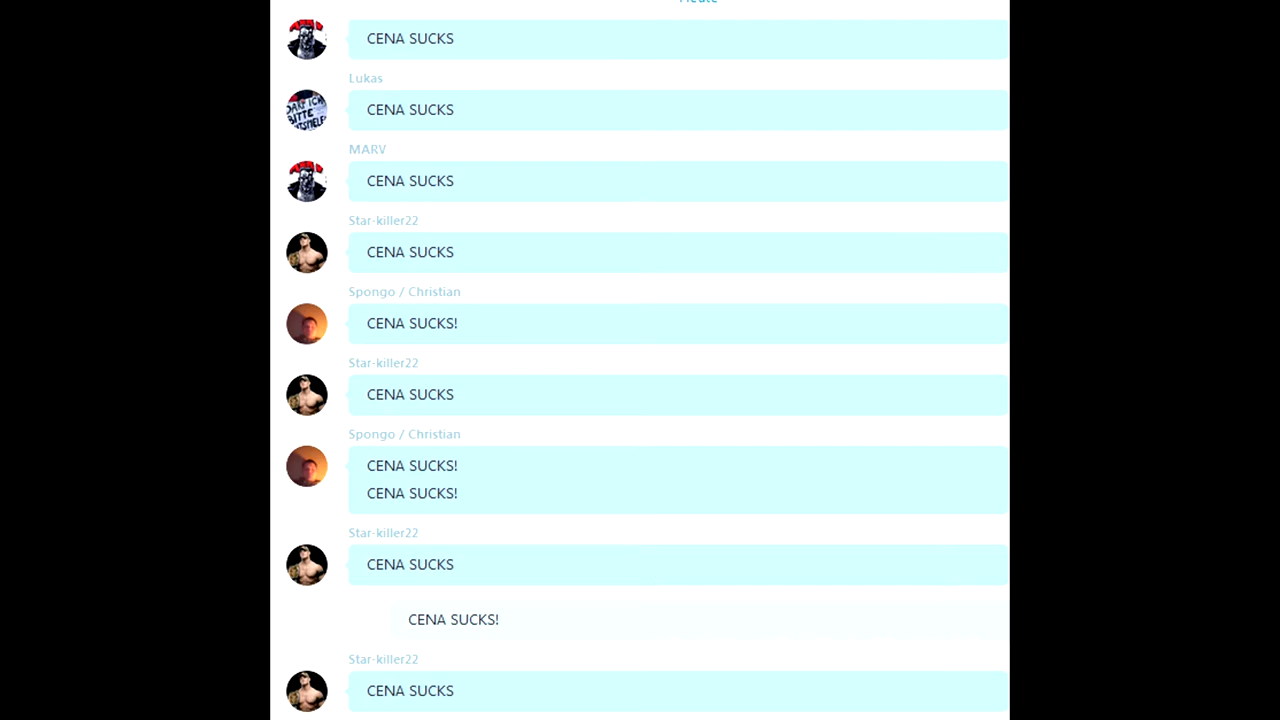 Heute
CENA SUCKS
Lukas
CENA SUCKS
MARV
CENA SUCKS
Star-killer22
CENA SUCKS
Spongo / Christian
CENA SUCKS!
Star-killer22
CENA SUCKS
Spongo / Christian
CENA SUCKS!
CENA SUCKS!
Star-killer22
CENA SUCKS
CENA SUCKS!
Star-killer22
CENA SUCKS